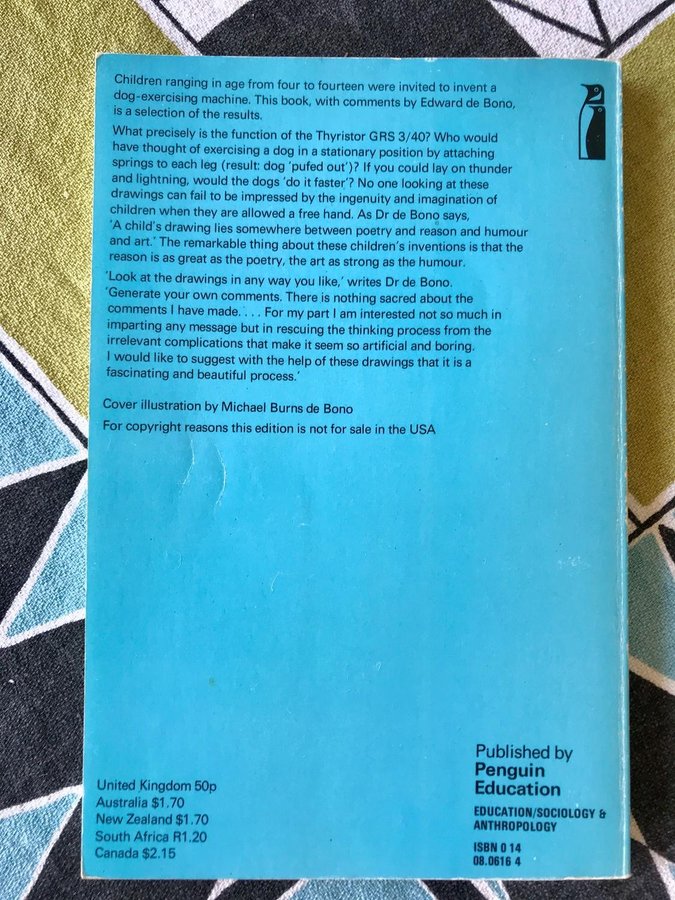 Children ranging in age from four to fourteen were invited to invent a
dog-exercising machine. This book, with comments by Edward de Bono,
is a selection of the results.
What precisely is the function of the Thyristor GRS 3/40? Who would
have thought of exercising a dog in a stationary position by attaching
springs to each leg (result: dog 'pufed out')? If you could lay on thunder
and lightning, would the dogs 'do it faster'? No one looking at these
drawings can fail to be impressed by the ingenuity and imagination of
children when they are allowed a free hand. As Dr de Bono says,
'A child's drawing lies somewhere between poetry and reason and humour
and art.' The remarkable thing about these children's inventions is that the
reason is as great as the poetry, the art as strong as the humour.
'Look at the drawings in any way you like,' writes Dr de Bono.
'Generate your own comments. There is nothing sacred about the
comments I have made. . . . For my part I am interested not so much in
imparting any message but in rescuing the thinking process from the
irrelevant complications that make it seem so artificial and boring.
I would like to suggest with the help of these drawings that it is a
fascinating and beautiful process.'
Cover illustration by Michael Burns de Bono
For copyright reasons this edition is not for sale in the USA
United Kingdom 50p
Australia $1.70
New Zealand $1.70
South Africa R1.20
Canada $2.15
Published by
Penguin
Education
EDUCATION/SOCIOLOGY &
ANTHROPOLOGY
ISBN 0 14
08.0616 4